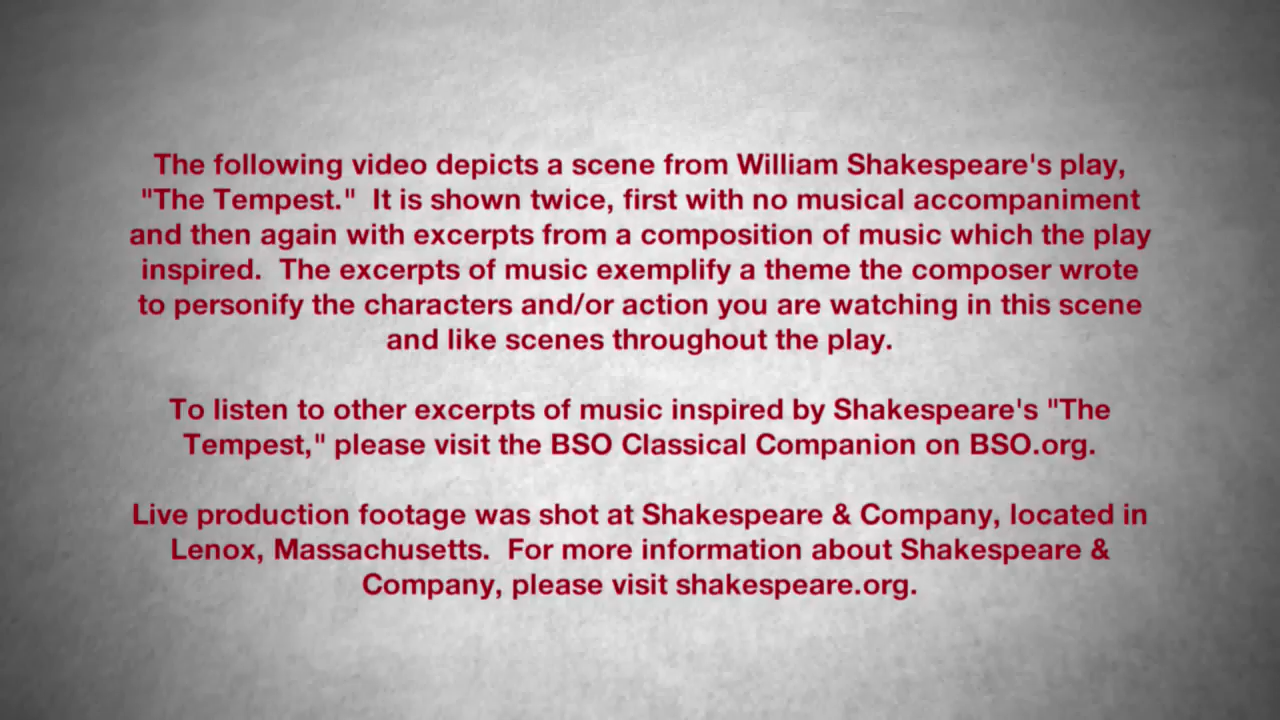 The following video depicts a scene from William Shakespeare's play,
"The Tempest."  It is shown twice, first with no musical accompaniment
and then again with excerpts from a composition of music which the play
inspired.  The excerpts of music exemplify a theme the composer wrote
to personify the characters and/or action you are watching in this scene
and like scenes throughout the play.
To listen to other excerpts of music inspired by Shakespeare's "The
Tempest," please visit the BSO Classical Companion on BSO.org.
Live production footage was shot at Shakespeare & Company, located in
Lenox, Massachusetts.  For more information about Shakespeare &
Company, please visit shakespeare.org.